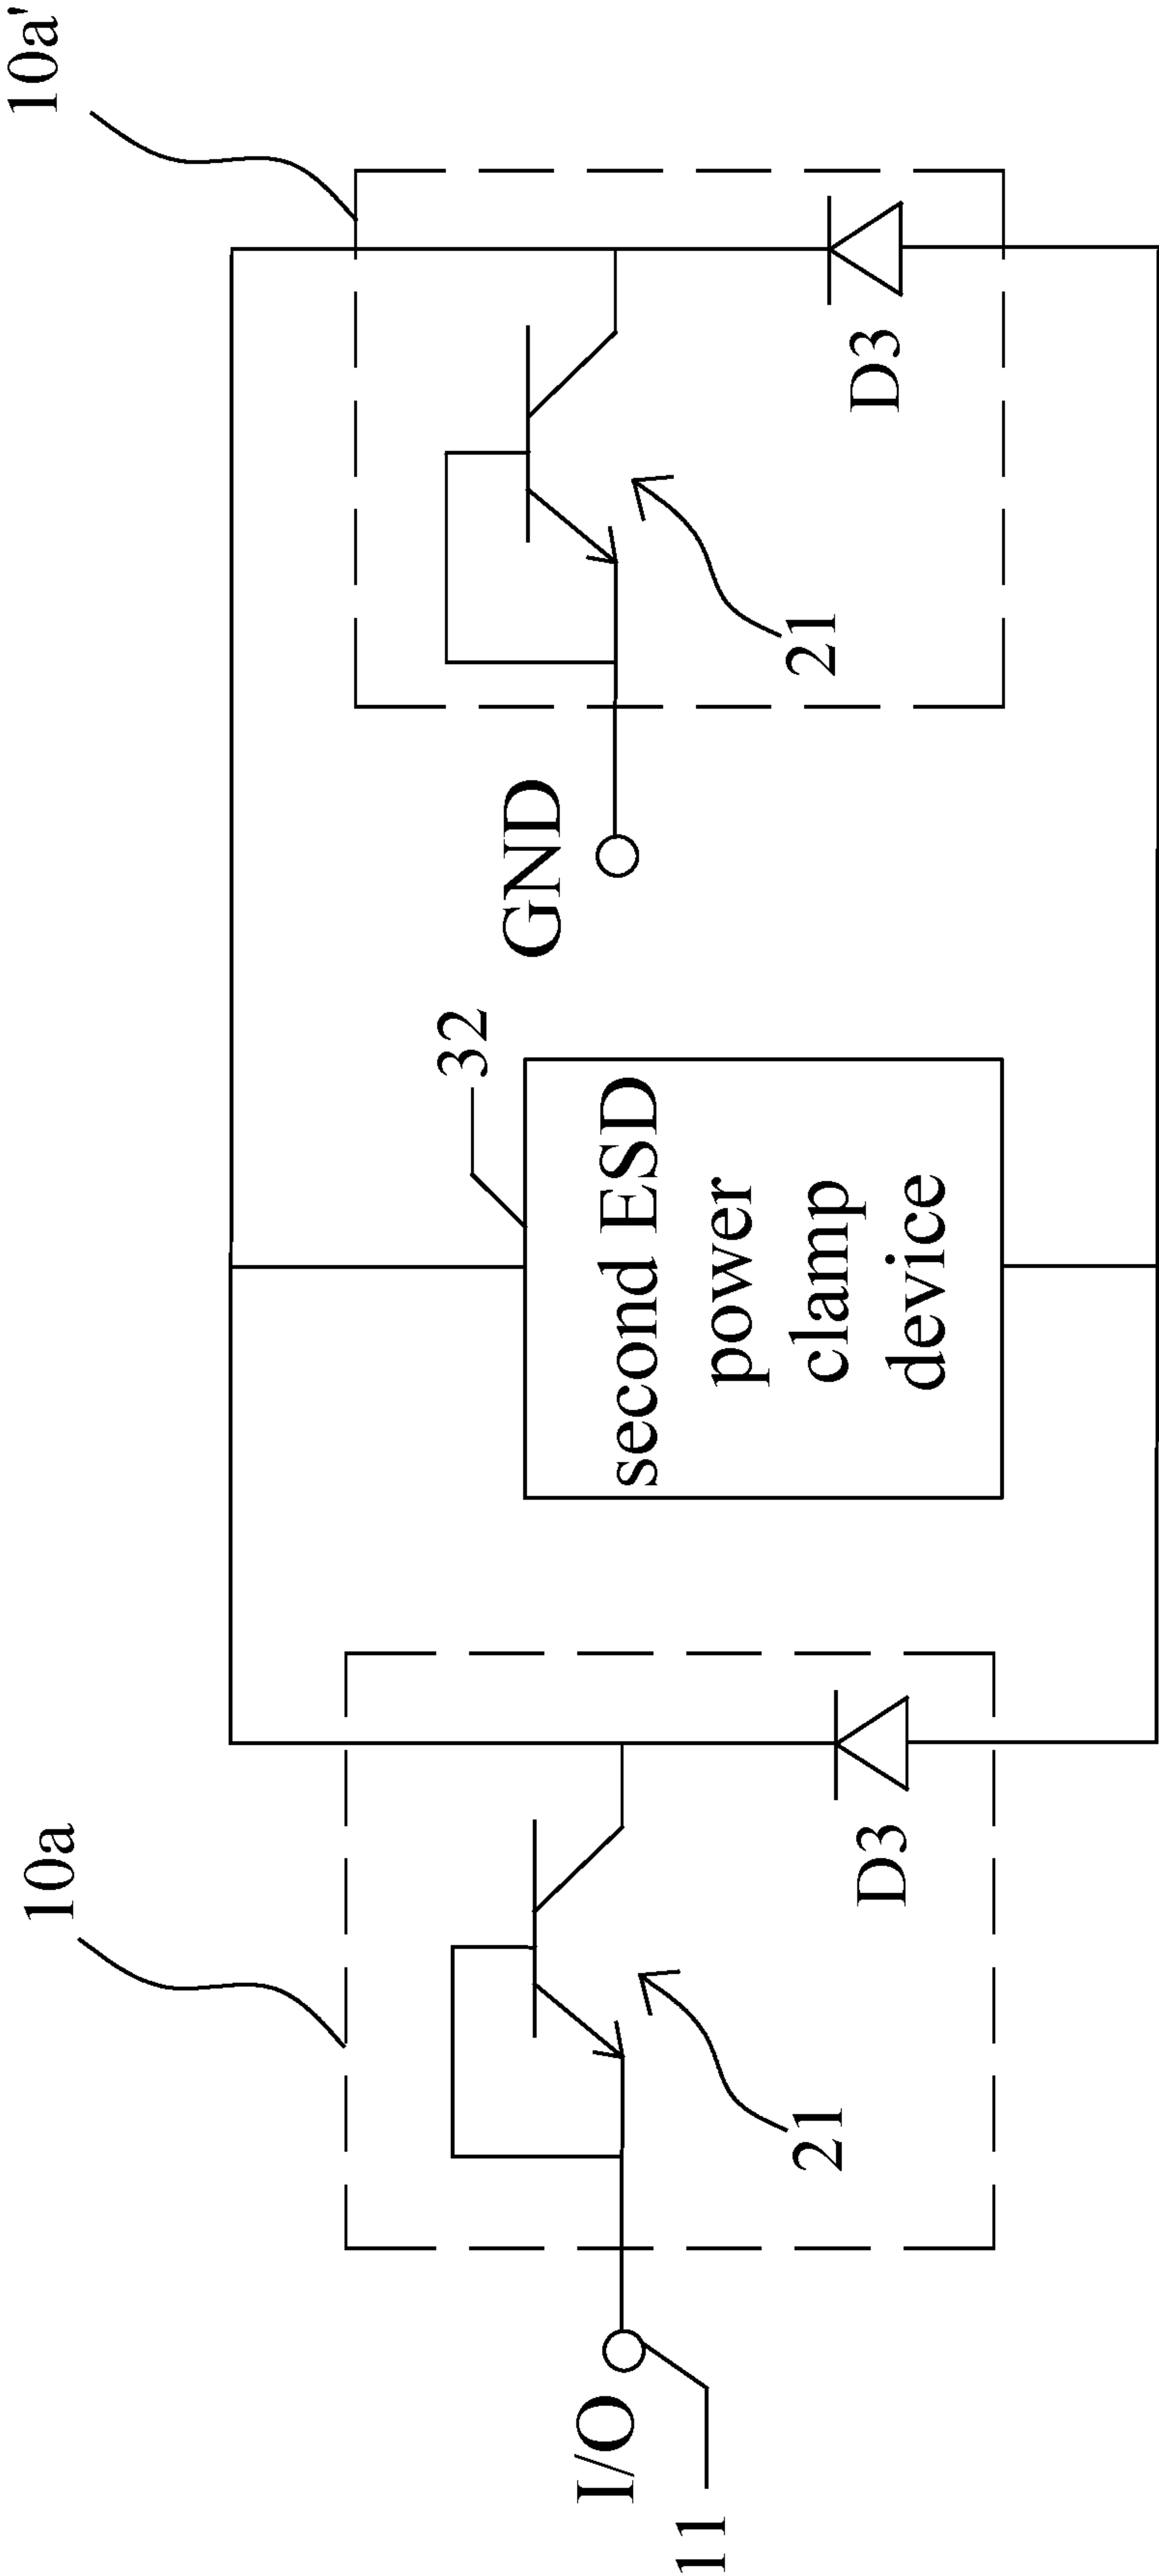 10a
10a'
32
I/O
11
21
D3
second ESD
power
clamp
device
GND
21
D3